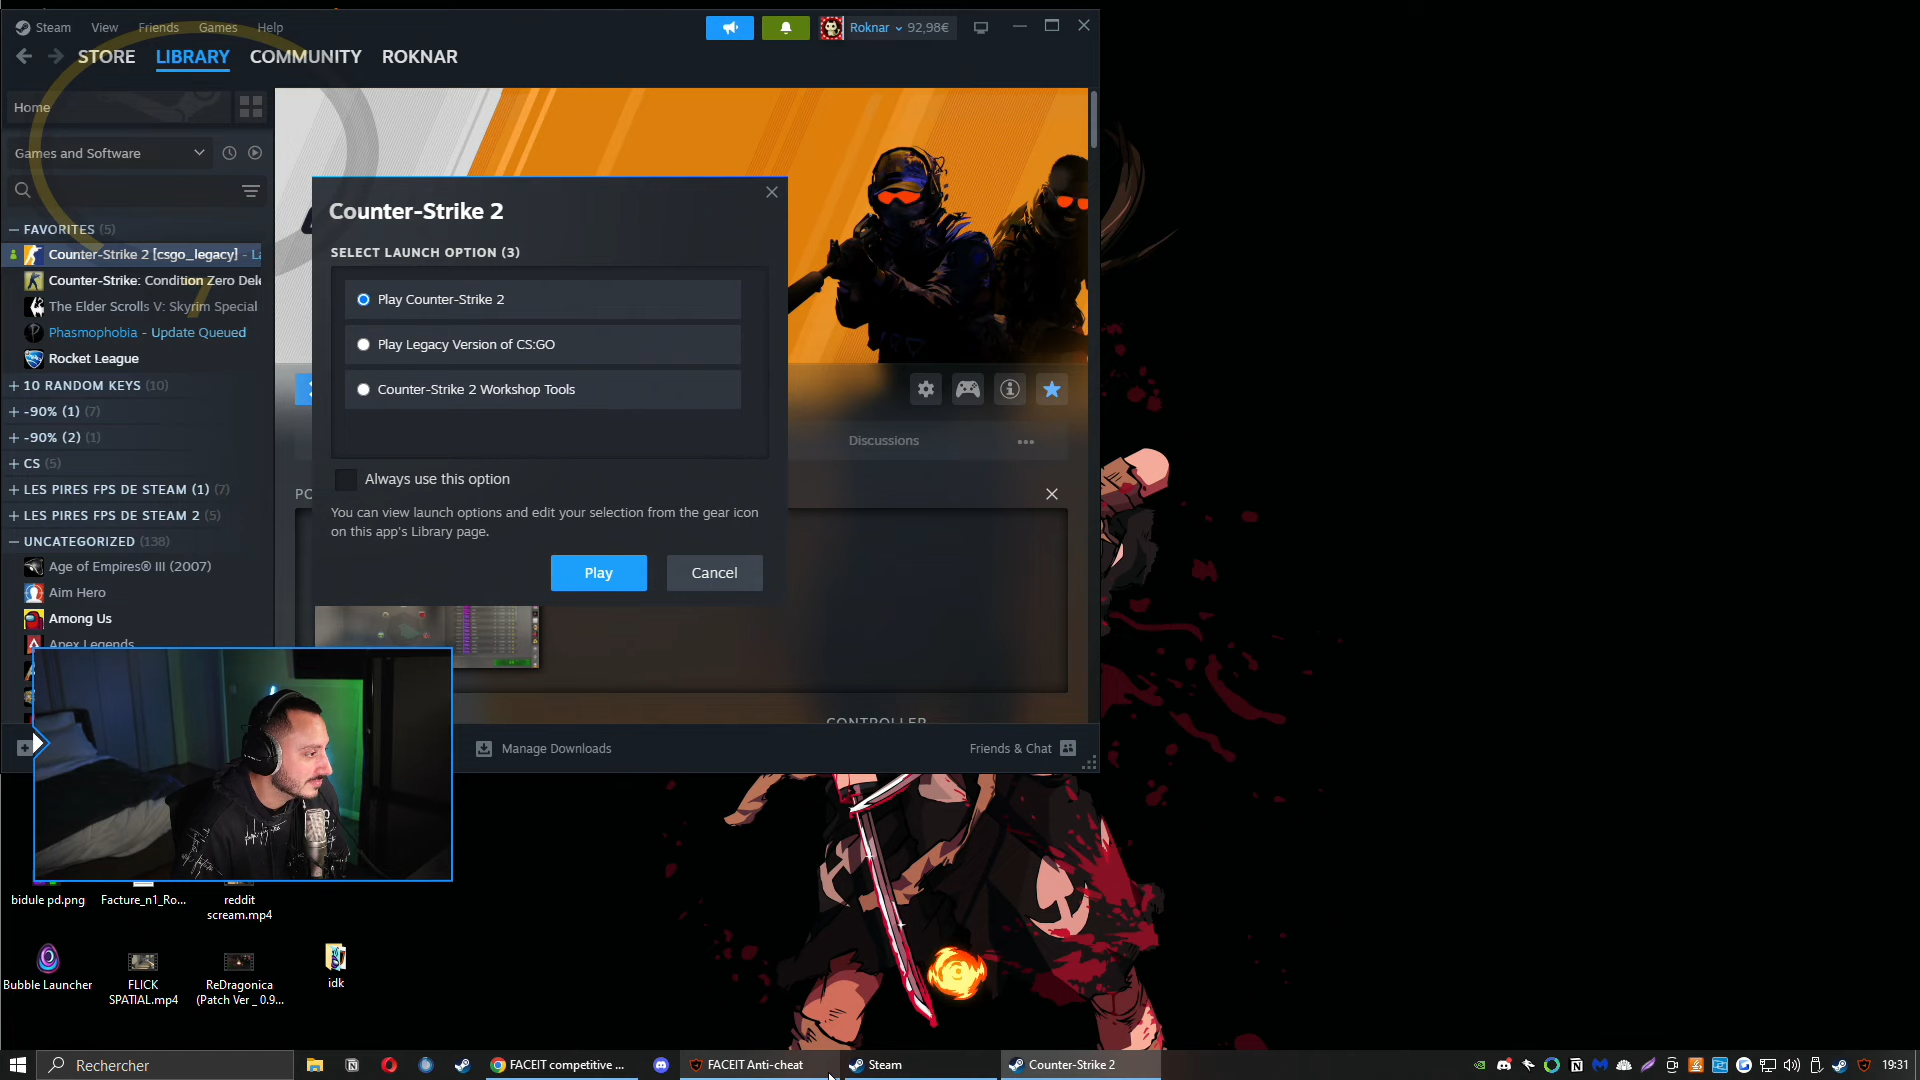 Steam View Friends Games Help
Roknar 92,98€
STORE LIBRARY COMMUNITY ROKNAR
Home
Games and Software
FAVORITES (5)
Counter-Strike 2 [csgo_legacy] - La
Counter-Strike: Condition Zero Dele
The Elder Scrolls V: Skyrim Special
Phasmophobia - Update Queued
Rocket League
10 RANDOM KEYS (10)
-90% (1) (7)
-90% (2) (1)
CS (5)
LES PIRES FPS DE STEAM (1) (7)
LES PIRES FPS DE STEAM 2 (5)
UNCATEGORIZED (138)
Age of Empires® III (2007)
Aim Hero
Among Us
Apex Legends
Counter-Strike 2
SELECT LAUNCH OPTION (3)
Play Counter-Strike 2
Play Legacy Version of CS:GO
Counter-Strike 2 Workshop Tools
Always use this option
You can view launch options and edit your selection from the gear icon
on this app's Library page.
Play Cancel
Discussions
PO
CONTROLLER
Manage Downloads
Friends & Chat
bidule pd.png
Facture_n1_Ro...
reddit
scream.mp4
Bubble Launcher
FLICK
SPATIAL.mp4
ReDragonica
(Patch Ver _ 0.9...
idk
Rechercher
FACEIT competitive ...
FACEIT Anti-cheat
Steam
Counter-Strike 2
19:31